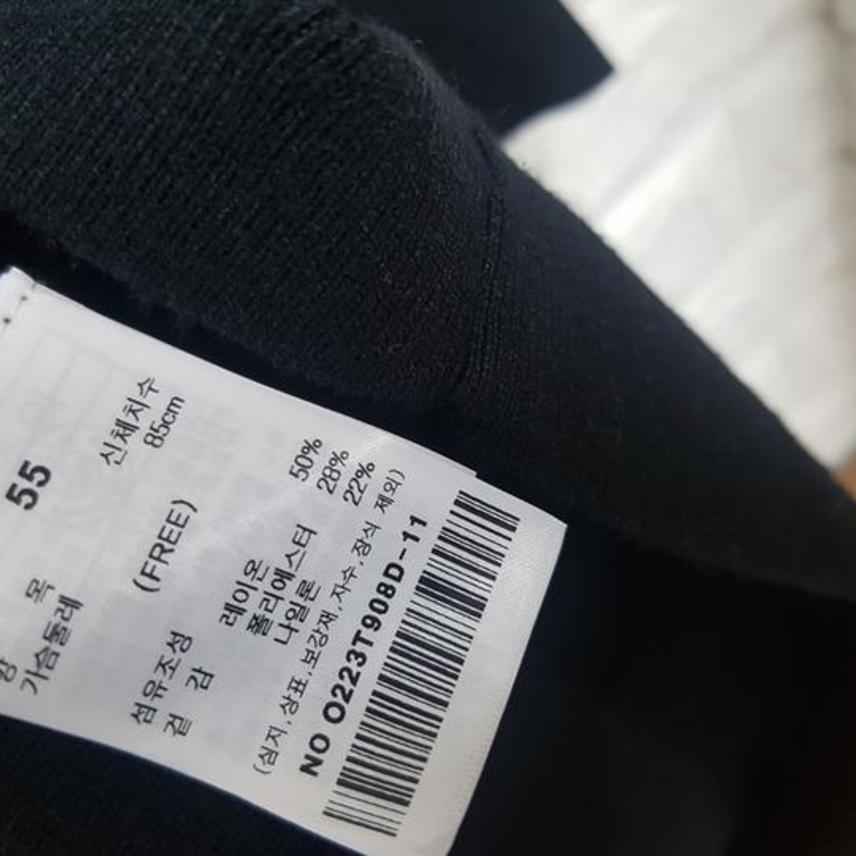 55
항 목 신체치수
가슴둘레 85cm
(FREE)
섬유조성
겉 감 레이온 50%
폴리에스터 28%
나일론 22%
(심지,상표,보강재,자수,장식 제외)
NO O223T908D-11